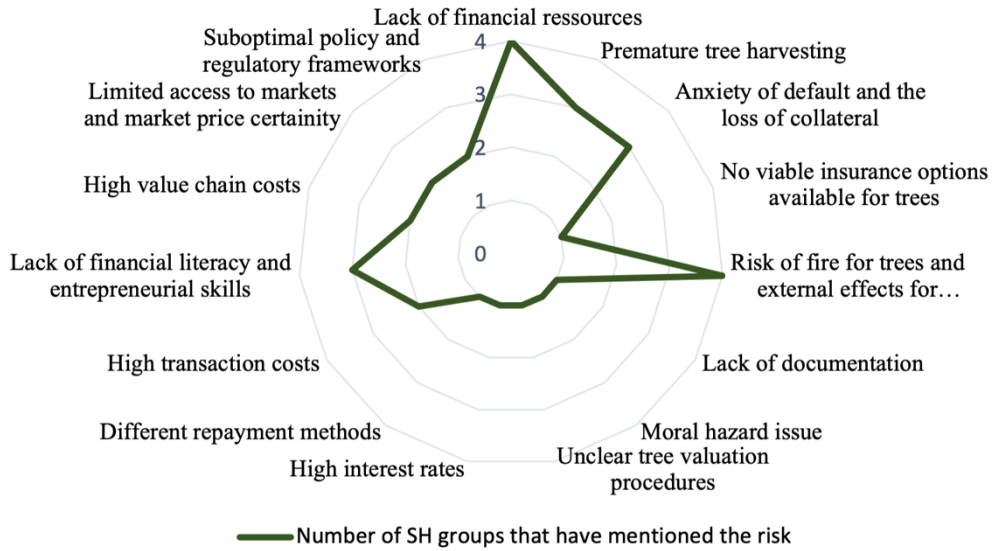 Lack of financial ressources
Premature tree harvesting
Anxiety of default and the
loss of collateral
No viable insurance options
available for trees
Risk of fire for trees and
external effects for…
Lack of documentation
Moral hazard issue
Unclear tree valuation
procedures
High interest rates
Different repayment methods
High transaction costs
Lack of financial literacy and
entrepreneurial skills
High value chain costs
Limited access to markets
and market price certainity
Suboptimal policy and
regulatory frameworks
4
3
2
1
0
Number of SH groups that have mentioned the risk